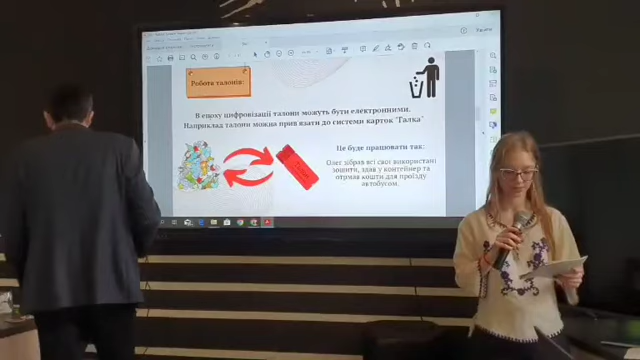 Робота талонів:
В епоху цифровізації талони можуть бути електронними.
Наприклад талони можна прив'язати до системи карток "Галка"
Це буде працювати так:
Олег зібрав всі свої використані
зошити, здав у контейнер та
отримав кошти для проїзду
автобусом.